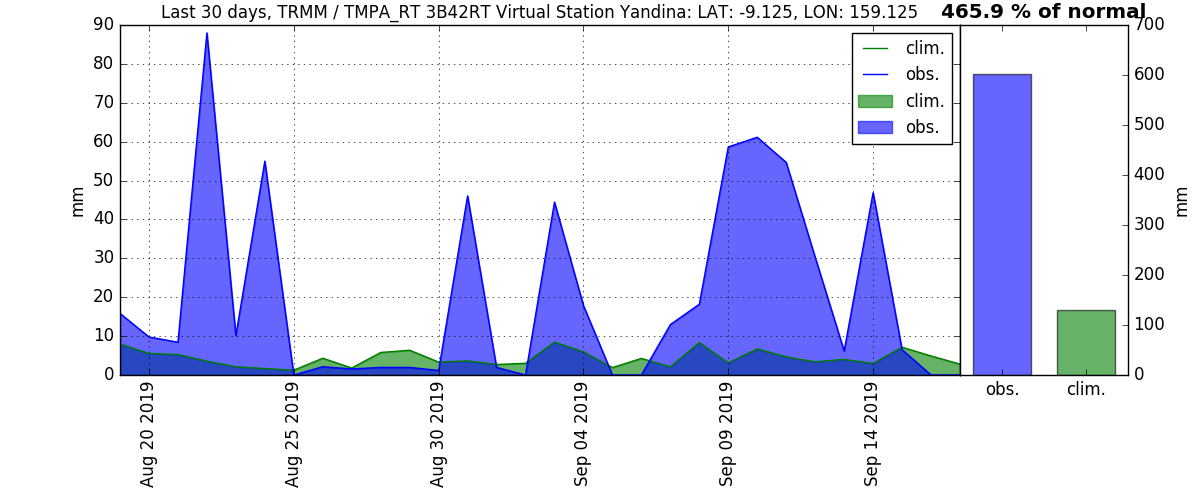 Last 30 days, TRMM / TMPA_RT 3B42RT Virtual Station Yandina: LAT: -9.125, LON: 159.125
465.9 % of normal
90
80
70
60
50
40
30
20
10
0
mm
clim.
obs.
clim.
obs.
700
600
500
400
300
200
100
0
mm
Aug 20 2019
Aug 25 2019
Aug 30 2019
Sep 04 2019
Sep 09 2019
Sep 14 2019
obs.
clim.